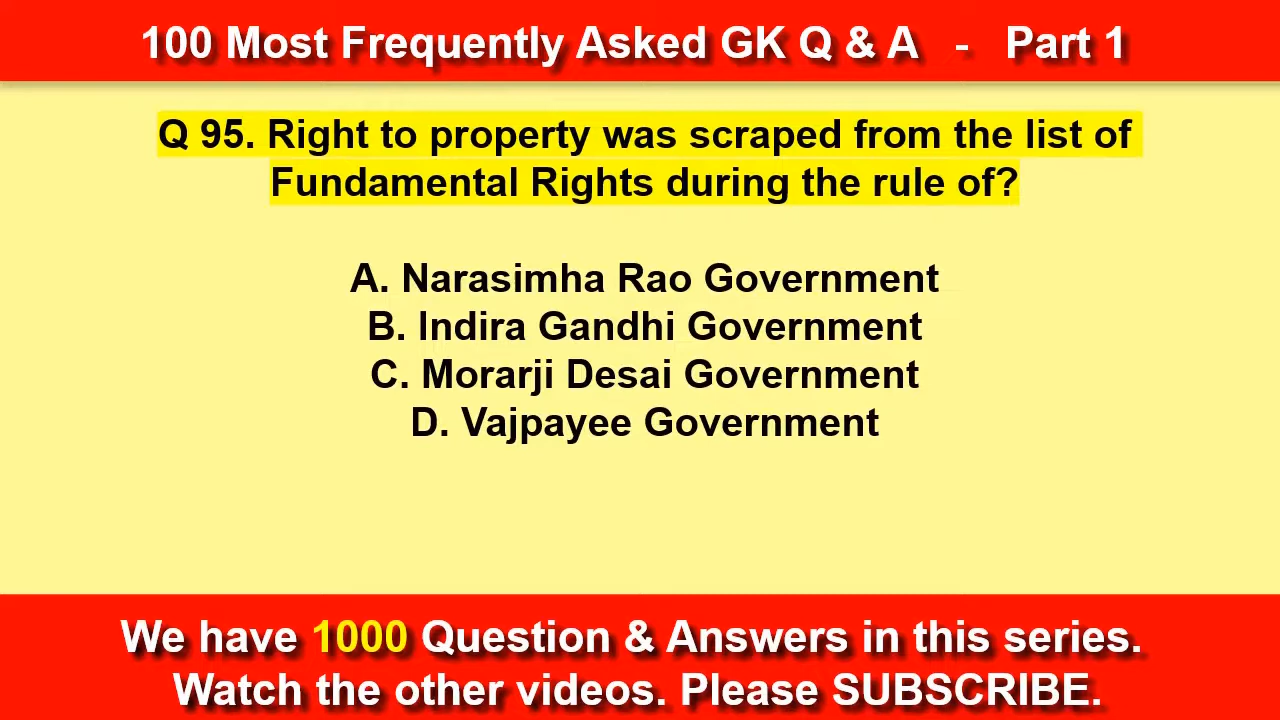 100 Most Frequently Asked GK Q & A - Part 1
Q 95. Right to property was scraped from the list of
Fundamental Rights during the rule of?
A. Narasimha Rao Government
B. Indira Gandhi Government
C. Morarji Desai Government
D. Vajpayee Government
We have 1000 Question & Answers in this series.
Watch the other videos. Please SUBSCRIBE.